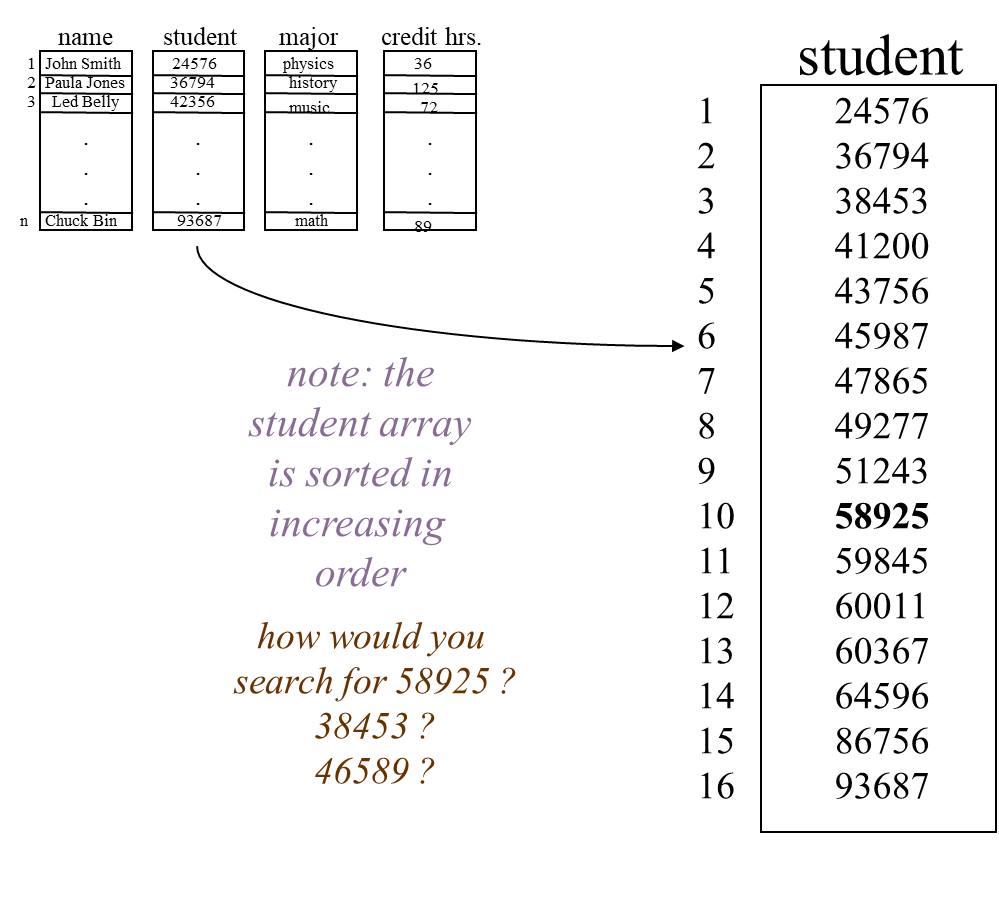 name student major credit hrs.
1 John Smith 24576 physics 36
2 Paula Jones 36794 history 125
3 Led Belly 42356 music 72
. . . .
. . . .
. . . .
n Chuck Bin 93687 math 89
note: the
student array
is sorted in
increasing
order
how would you
search for 58925 ?
38453 ?
46589 ?
student
1 24576
2 36794
3 38453
4 41200
5 43756
6 45987
7 47865
8 49277
9 51243
10 58925
11 59845
12 60011
13 60367
14 64596
15 86756
16 93687